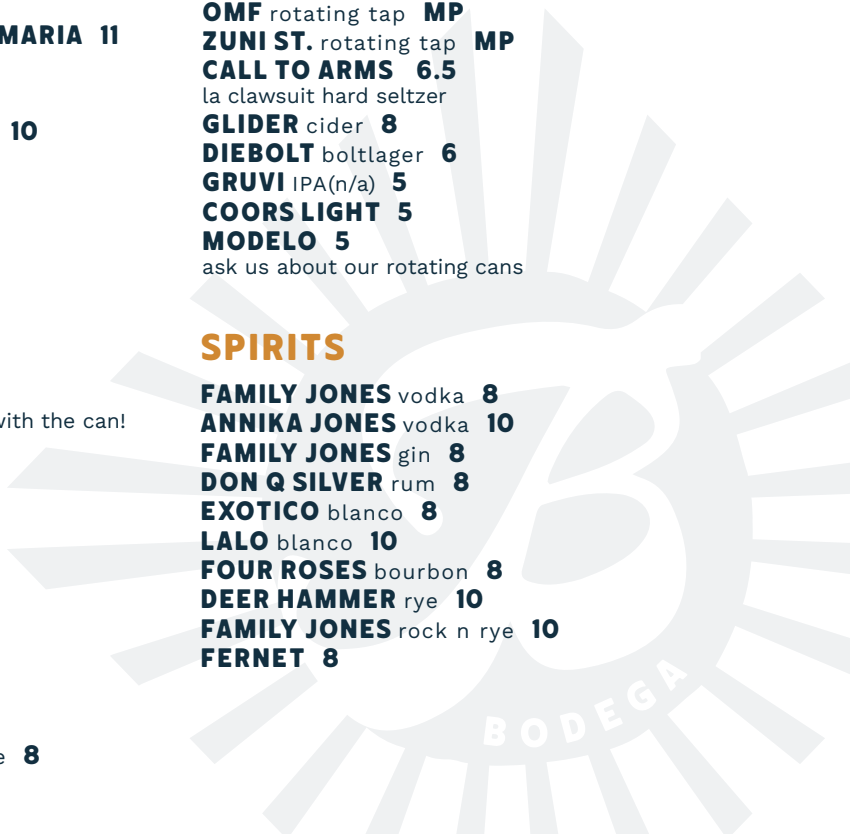 MARIA 11
10
with the can!
8
OMF rotating tap MP
ZUNI ST. rotating tap MP
CALL TO ARMS 6.5
la clawsuit hard seltzer
GLIDER cider 8
DIEBOLT boltlager 6
GRUVI IPA(n/a) 5
COORS LIGHT 5
MODELO 5
ask us about our rotating cans
SPIRITS
FAMILY JONES vodka 8
ANNIKA JONES vodka 10
FAMILY JONES gin 8
DON Q SILVER rum 8
EXOTICO blanco 8
LALO blanco 10
FOUR ROSES bourbon 8
DEER HAMMER rye 10
FAMILY JONES rock n rye 10
FERNET 8
B
BODEGA